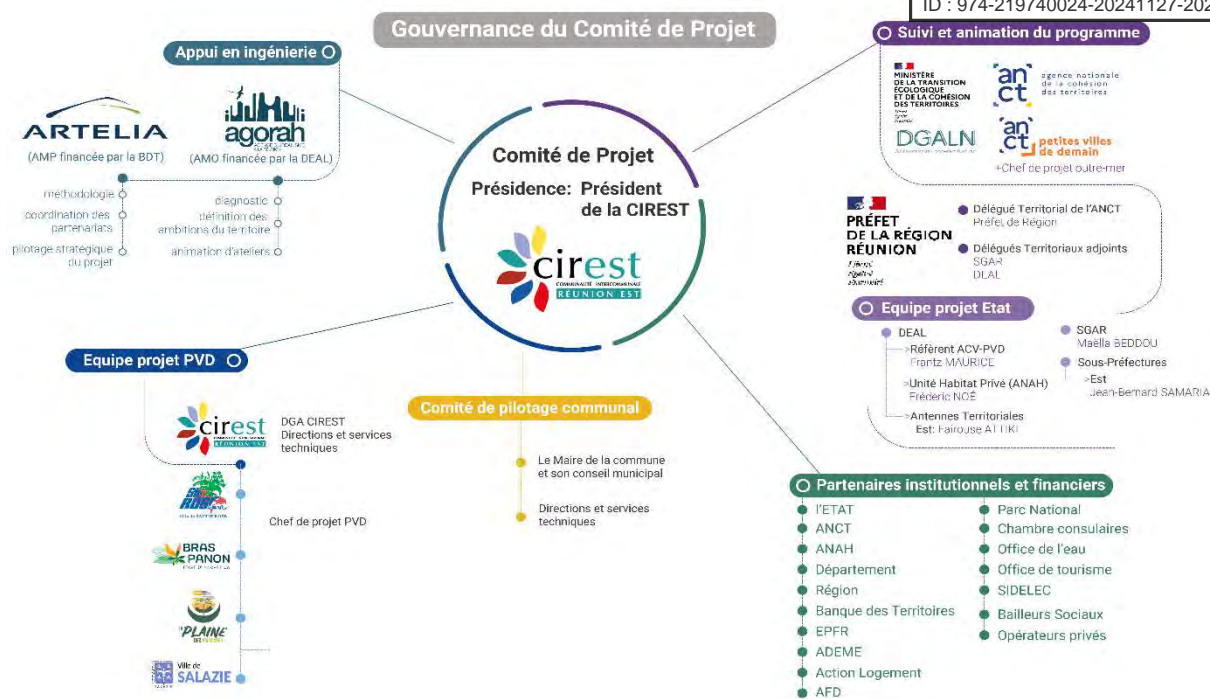 ID : 974-219740024-20241127-202
Gouvernance du Comité de Projet
Appui en ingénierie
ARTELIA
(AMP financée par la BDT)
agorah
(AMO financée par la DEAL)
méthodologie
coordination des
partenariats
pilotage stratégique
du projet
diagnostic
définition des
ambitions du territoire
animation d'ateliers
Comité de Projet
Présidence: Président
de la CIREST
cirest
COMMUNAUTÉ INTERCOMMUNALE
RÉUNION EST
Suivi et animation du programme
MINISTÈRE
DE LA TRANSITION
ÉCOLOGIQUE
ET DE LA COHÉSION
DES TERRITOIRES
DGALN
anct
agence nationale
de la cohésion
des territoires
anct
petites villes
de demain
+Chef de projet outre-mer
PRÉFET
DE LA RÉGION
RÉUNION
Délégué Territorial de l'ANCT
Préfet de Région
Délégués Territoriaux adjoints
SGAR
DEAL
Equipe projet Etat
DEAL
>Référent ACV-PVD
Frantz MAURICE
>Unité Habitat Privé (ANAH)
Fréderic NOÉ
>Antennes Territoriales
Est: Fairouse ATTIKI
SGAR
Maëlla BEDDOU
Sous-Préfectures
>Est
Jean-Bernard SAMARIA
Equipe projet PVD
cirest
RÉUNION EST
DGA CIREST
Directions et services
techniques
Chef de projet PVD
BRAS
PANON
PLAINE
Ville de
SALAZIE
Comité de pilotage communal
Le Maire de la commune
et son conseil municipal
Directions et services
techniques
Partenaires institutionnels et financiers
l'ETAT
ANCT
ANAH
Département
Région
Banque des Territoires
EPFR
ADEME
Action Logement
AFD
Parc National
Chambre consulaires
Office de l'eau
Office de tourisme
SIDELEC
Bailleurs Sociaux
Opérateurs privés